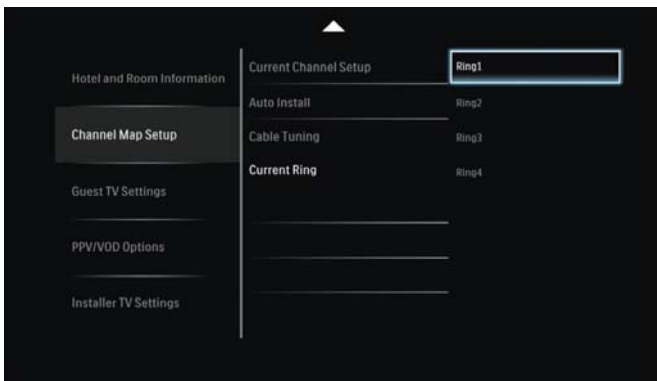 Hotel and Room Information
Channel Map Setup
Guest TV Settings
PPV/VOD Options
Installer TV Settings
Current Channel Setup
Auto Install
Cable Tuning
Current Ring
Ring1
Ring2
Ring3
Ring4